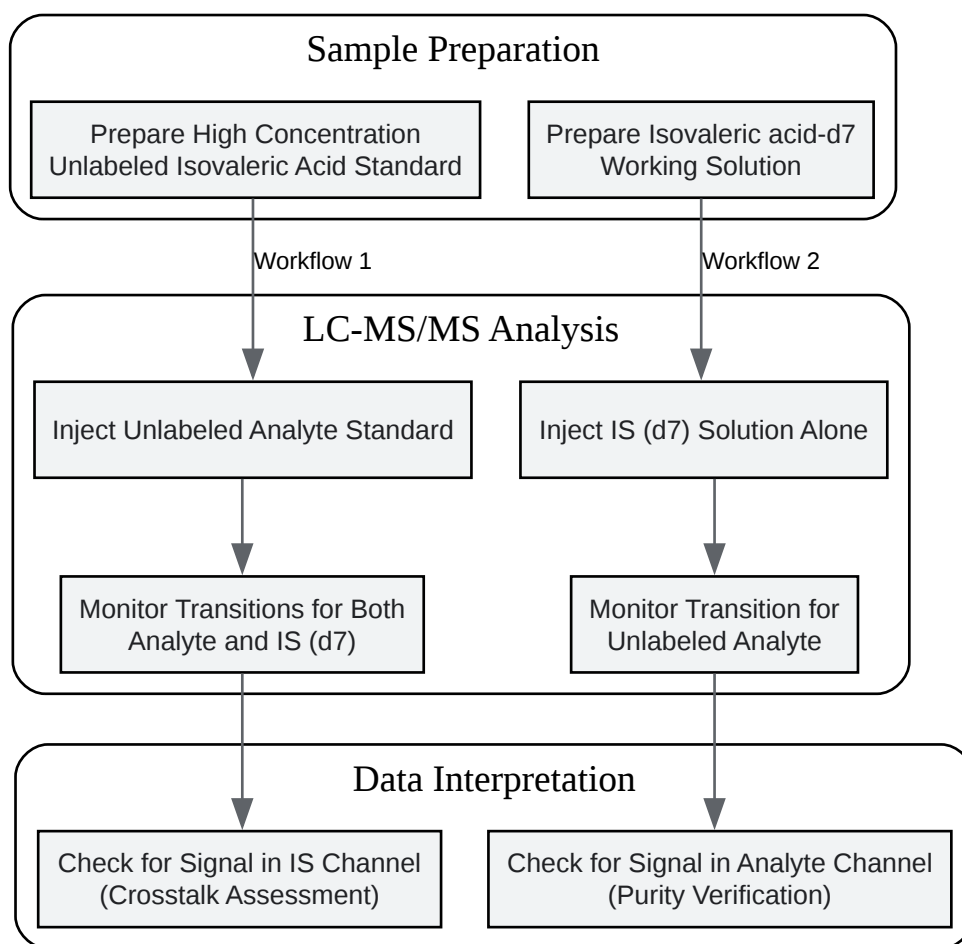 Sample Preparation
Prepare High Concentration
Unlabeled Isovaleric Acid Standard
Prepare Isovaleric acid-d7
Working Solution
Workflow 1
Workflow 2
LC-MS/MS Analysis
Inject Unlabeled Analyte Standard
Inject IS (d7) Solution Alone
Monitor Transitions for Both
Analyte and IS (d7)
Monitor Transition for
Unlabeled Analyte
Data Interpretation
Check for Signal in IS Channel
(Crosstalk Assessment)
Check for Signal in Analyte Channel
(Purity Verification)